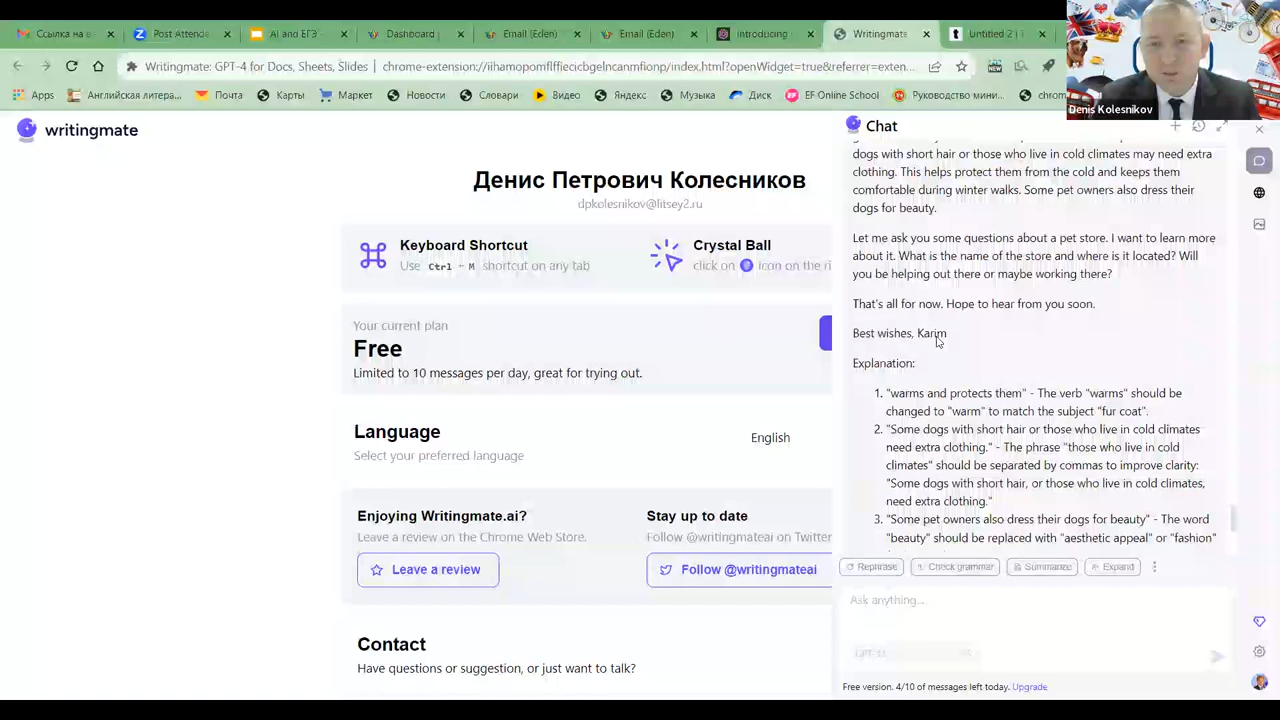 Ссылка на в
Post Attende
AI and ЕГЭ -
Dashboard
Email (Eden)
Email (Eden)
Introducing
Writingmate
Untitled 2 |
Writingmate: GPT-4 for Docs, Sheets, Slides | chrome-extension://iihamopomflffiecicbgelncanmfionp/index.html?openWidget=true&referrer=exten...
NEW
Apps
Английская литера...
Почта
Карты
Маркет
Новости
Словари
Видео
Яндекс
Музыка
Диск
EF Online School
Руководство мини...
chrom
Denis Kolesnikov
writingmate
Денис Петрович Колесников
dpkolesnikov@litsey2.ru
Keyboard Shortcut
Use Ctrl + M shortcut on any tab
Crystal Ball
click on icon on the ri
Your current plan
Free
Limited to 10 messages per day, great for trying out.
Language
Select your preferred language
English
Enjoying Writingmate.ai?
Leave a review on the Chrome Web Store.
Leave a review
Stay up to date
Follow @writingmateai on Twitter
Follow @writingmateai
Contact
Have questions or suggestion, or just want to talk?
Chat
dogs with short hair or those who live in cold climates may need extra
clothing. This helps protect them from the cold and keeps them
comfortable during winter walks. Some pet owners also dress their
dogs for beauty.
Let me ask you some questions about a pet store. I want to learn more
about it. What is the name of the store and where is it located? Will
you be helping out there or maybe working there?
That's all for now. Hope to hear from you soon.
Best wishes, Karim
Explanation:
1. "warms and protects them" - The verb "warms" should be
changed to "warm" to match the subject "fur coat".
2. "Some dogs with short hair or those who live in cold climates
need extra clothing." - The phrase "those who live in cold
climates" should be separated by commas to improve clarity:
"Some dogs with short hair, or those who live in cold climates,
need extra clothing."
3. "Some pet owners also dress their dogs for beauty" - The word
"beauty" should be replaced with "aesthetic appeal" or "fashion"
Rephrase
Check grammar
Summarize
Expand
Ask anything...
Free version. 4/10 of messages left today. Upgrade